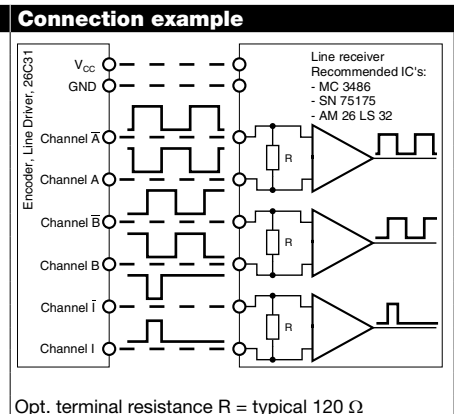 Connection example
Encoder, Line Driver, 26C31
V_CC
GND
Channel A̅
Channel A
Channel B̅
Channel B
Channel I̅
Channel I
Line receiver
Recommended IC's:
- MC 3486
- SN 75175
- AM 26 LS 32
R
R
R
Opt. terminal resistance R = typical 120 Ω